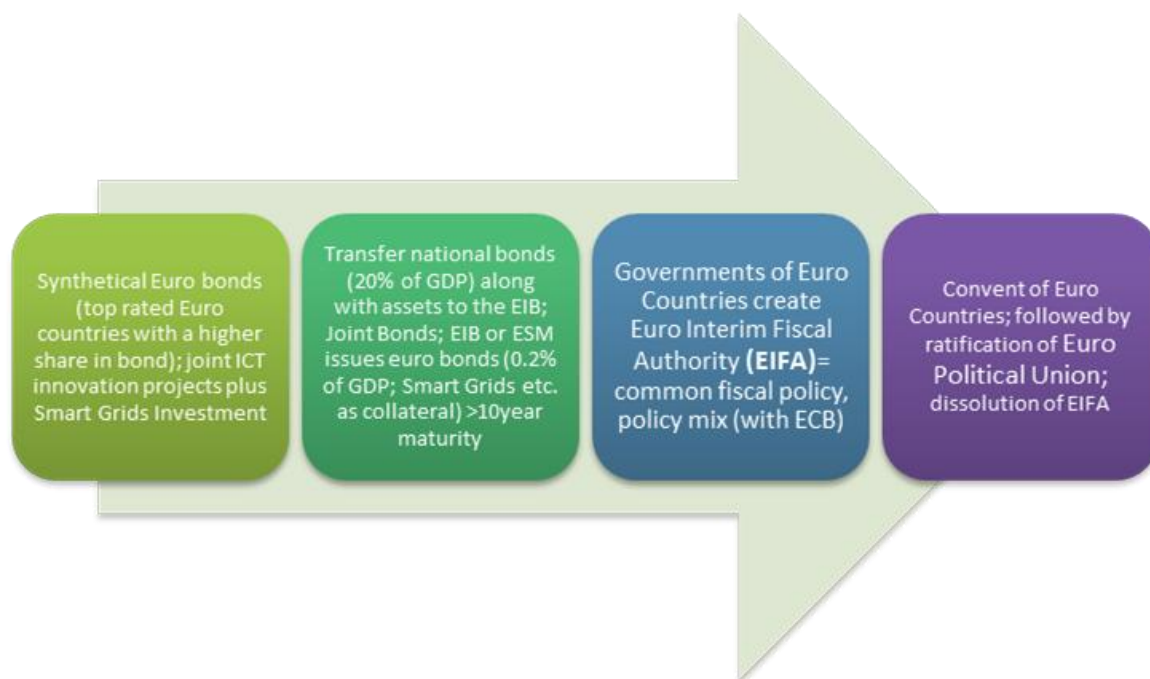 Synthetical Euro bonds
(top rated Euro
countries with a higher
share in bond); joint ICT
innovation projects plus
Smart Grids Investment
Transfer national bonds
(20% of GDP) along
with assets to the EIB;
Joint Bonds; EIB or ESM
issues euro bonds (0.2%
of GDP; Smart Grids etc.
as collateral) >10year
maturity
Governments of Euro
Countries create
Euro Interim Fiscal
Authority (EIFA)=
common fiscal policy,
policy mix (with ECB)
Convent of Euro
Countries; followed by
ratification of Euro
Political Union;
dissolution of EIFA